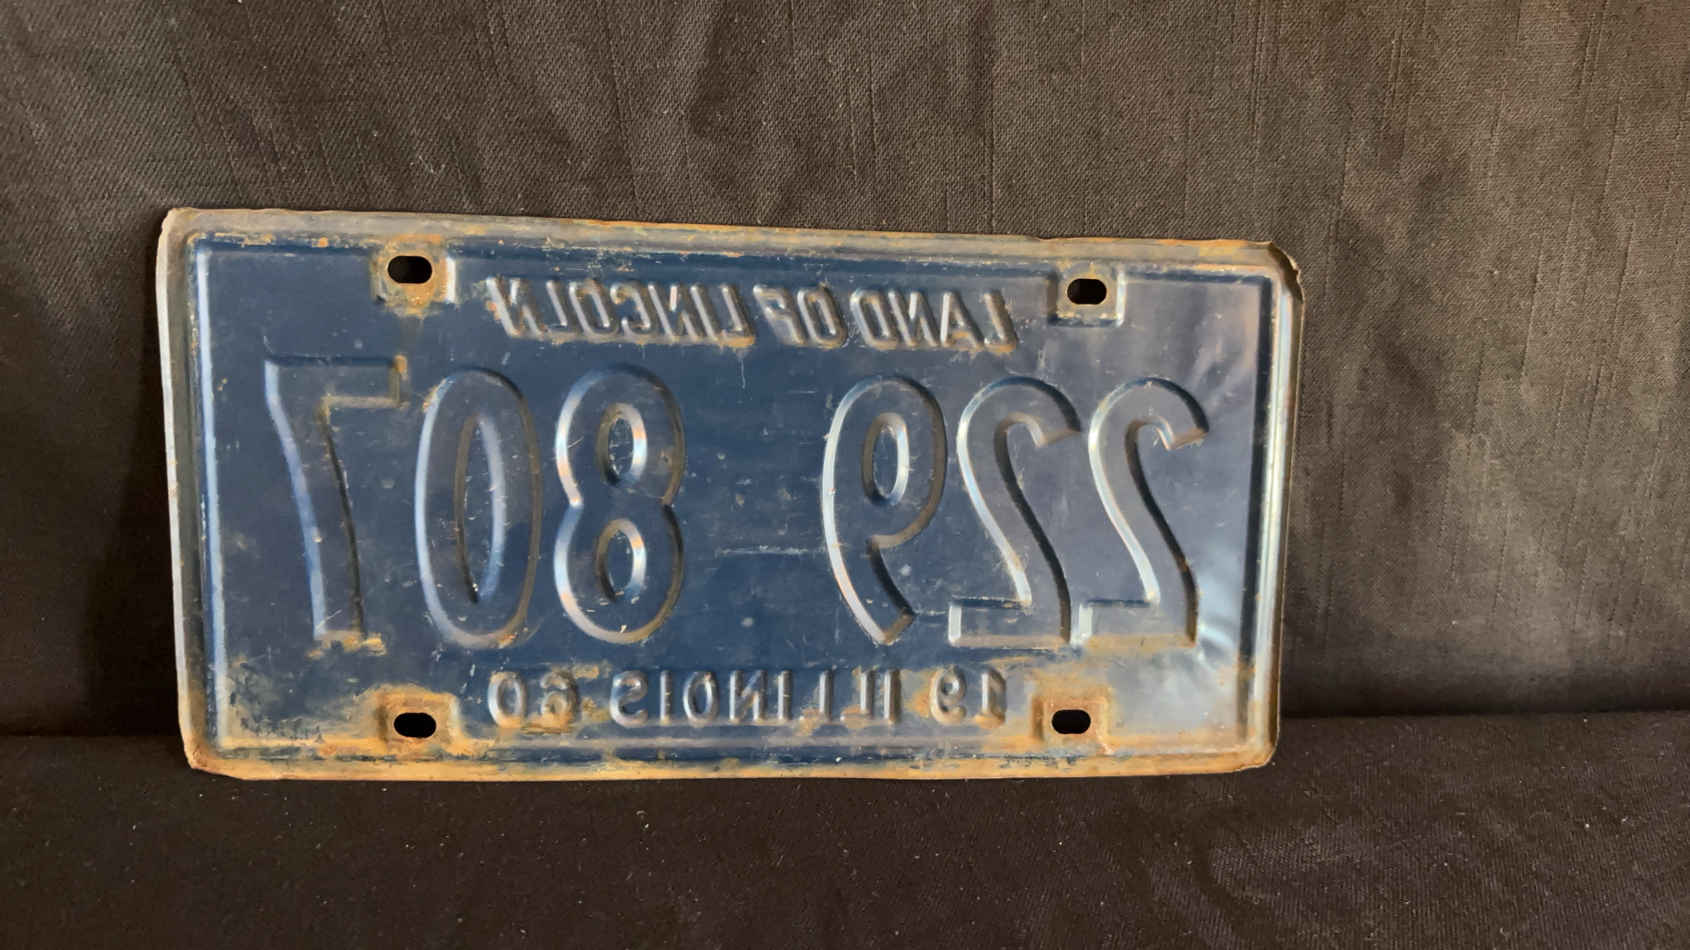 LAND OF LINCOLN
229 807
19 ILLINOIS 60